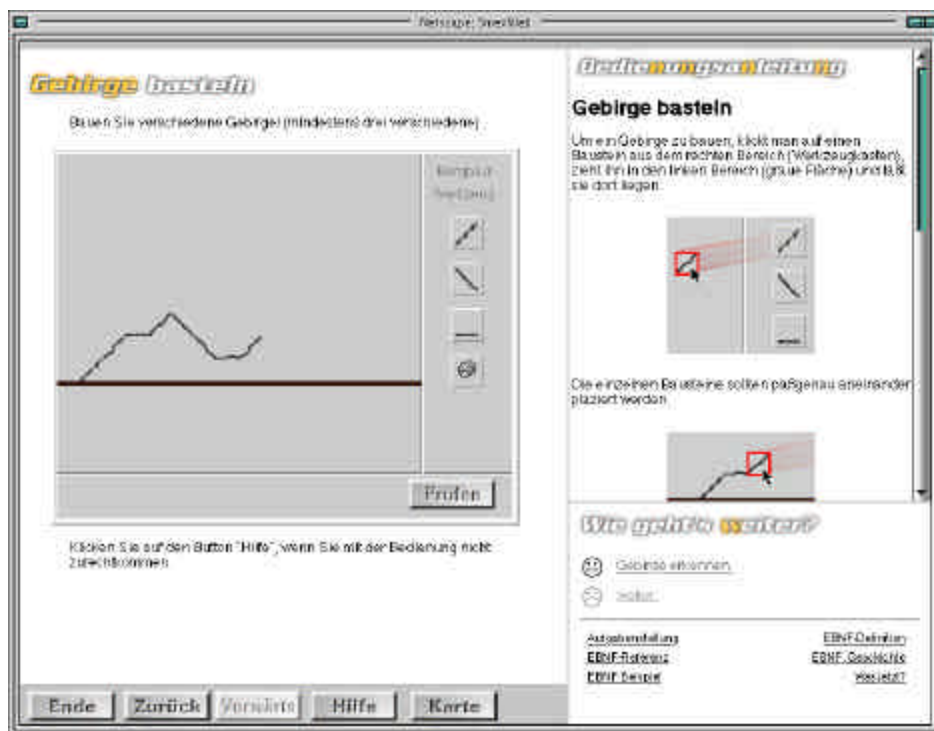 Netscape:
Gebirge basteln
Bauen Sie verschiedene Gebirge! (mindestens drei verschiedene)
Prüfen
Klicken Sie auf den Button "Hilfe", wenn Sie mit der Bedienung nicht
zurechtkommen
Ende Zurück Vorwärts Hilfe Karte
Bedienungsanleitung
Gebirge basteln
Um ein Gebirge zu bauen, klickt man auf einen
Baustein aus dem rechten Bereich (Werkzeugkasten),
zieht ihn in den linken Bereich (graue Fläche) und läßt
sie dort liegen
Die einzelnen Bausteine sollten paßgenau aneinander
plaziert werden
Wie geht's weiter?
Gebirge erkennen
Aufgabenstellung EBNF-Definition
EBNF-Referenz EBNF, Geschichte
EBNF Beispiel Was jetzt?